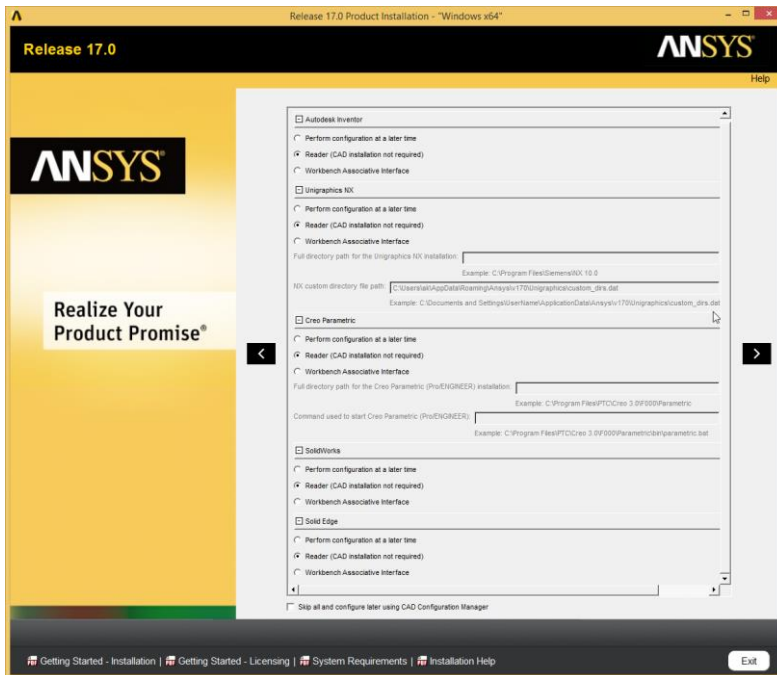 Release 17.0 Product Installation - "Windows x64"
Release 17.0
ANSYS®
Help
ANSYS®
Realize Your
Product Promise®
Autodesk Inventor
Perform configuration at a later time
Reader (CAD installation not required)
Workbench Associative Interface
Unigraphics NX
Perform configuration at a later time
Reader (CAD installation not required)
Workbench Associative Interface
Full directory path for the Unigraphics NX installation:
Example: C:\Program Files\Siemens\NX 10.0
NX custom directory file path: C:\Users\ali\AppData\Roaming\Ansys\v170\Unigraphics\custom_dirs.dat
Example: C:\Documents and Settings\UserName\ApplicationData\Ansys\v170\Unigraphics\custom_dirs.dat
Creo Parametric
Perform configuration at a later time
Reader (CAD installation not required)
Workbench Associative Interface
Full directory path for the Creo Parametric (Pro/ENGINEER) installation:
Example: C:\Program Files\PTC\Creo 3.0\F000\Parametric
Command used to start Creo Parametric (Pro/ENGINEER):
Example: C:\Program Files\PTC\Creo 3.0\F000\Parametric\bin\parametric.bat
SolidWorks
Perform configuration at a later time
Reader (CAD installation not required)
Workbench Associative Interface
Solid Edge
Perform configuration at a later time
Reader (CAD installation not required)
Workbench Associative Interface
Skip all and configure later using CAD Configuration Manager
Getting Started - Installation | Getting Started - Licensing | System Requirements | Installation Help
Exit